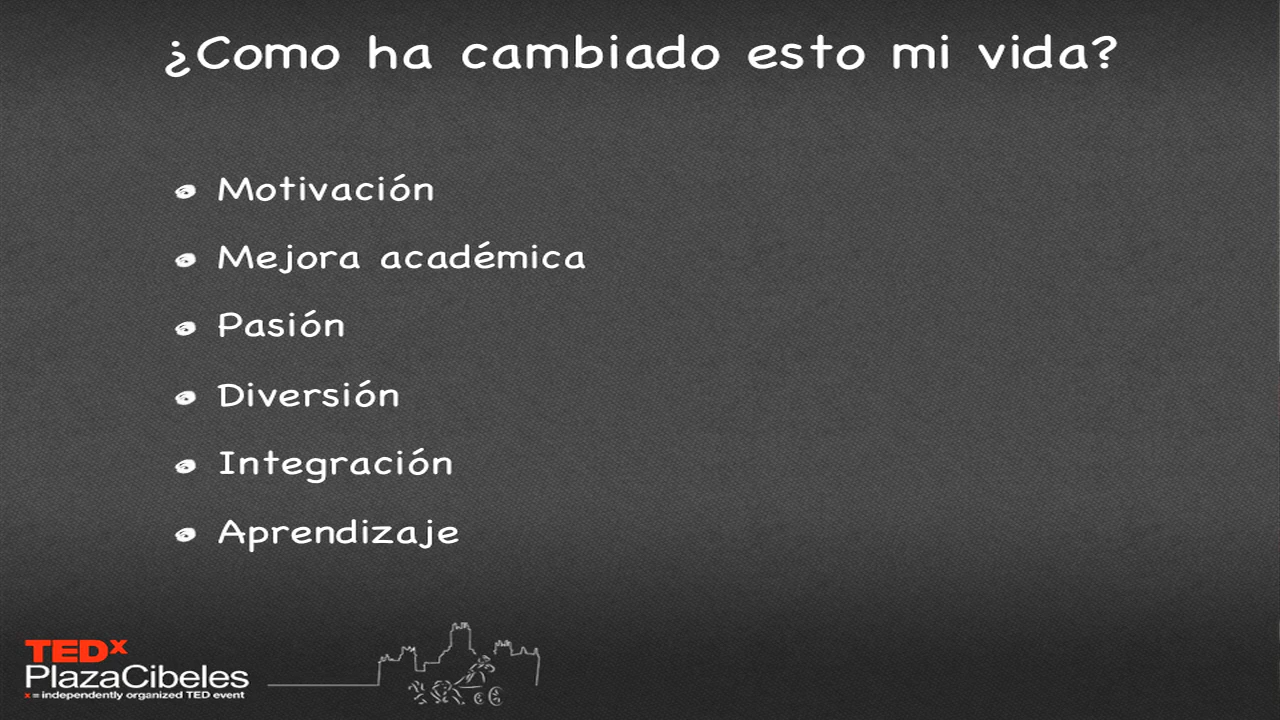 ¿Como ha cambiado esto mi vida?
Motivación
Mejora académica
Pasión
Diversión
Integración
Aprendizaje
TEDx
PlazaCibeles
x = independently organized TED event